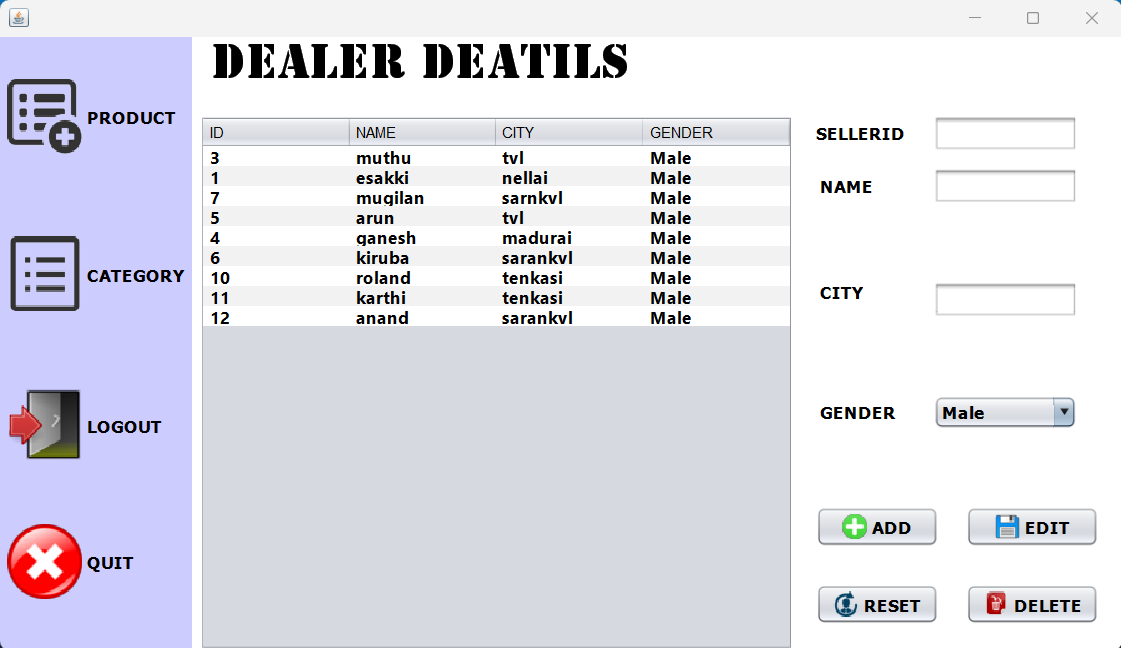 DEALER DEATILS
PRODUCT
CATEGORY
LOGOUT
QUIT
ID NAME CITY GENDER
3 muthu tvl Male
1 esakki nellai Male
7 mugilan sarnkvl Male
5 arun tvl Male
4 ganesh madurai Male
6 kiruba sarankvl Male
10 roland tenkasi Male
11 karthi tenkasi Male
12 anand sarankvl Male
SELLERID
NAME
CITY
GENDER Male
ADD EDIT
RESET DELETE